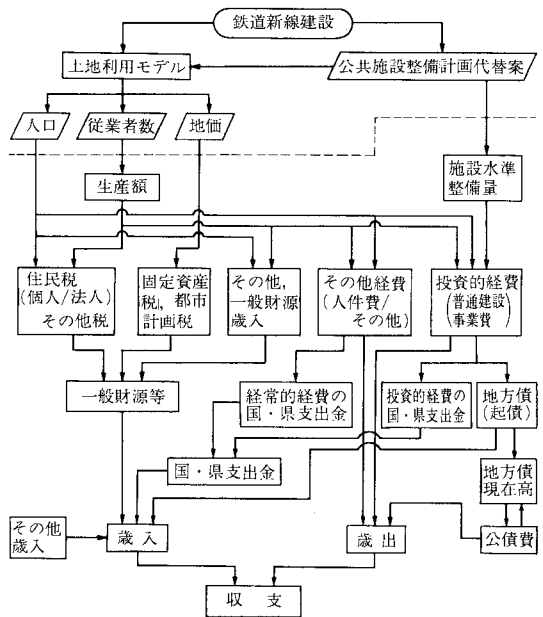 鉄道新線建設
土地利用モデル
公共施設整備計画代替案
人口
従業者数
地価
生産額
施設水準
整備量
住民税
(個人/法人)
その他税
固定資産
税, 都市
計画税
その他,
一般財源
歳入
その他経費
(人件費/
その他)
投資的経費
(普通建設
事業費)
一般財源等
経常的経費の
国・県支出金
投資的経費の
国・県支出金
地方債
(起債)
国・県支出金
地方債
現在高
その他
歳入
歳入
歳出
公債費
収支